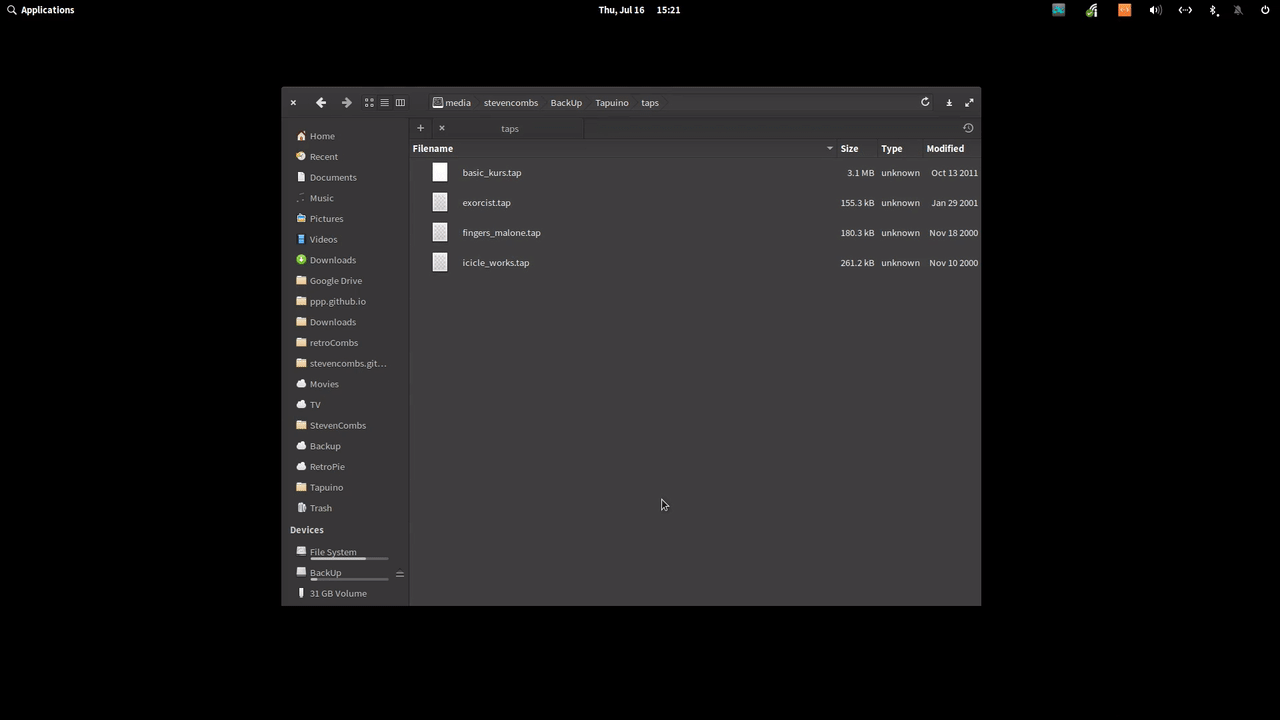 Applications
Thu, Jul 16 15:21
media stevencombs BackUp Tapuino taps
taps
Filename Size Type Modified
basic_kurs.tap 3.1 MB unknown Oct 13 2011
exorcist.tap 155.3 kB unknown Jan 29 2001
fingers_malone.tap 180.3 kB unknown Nov 18 2000
icicle_works.tap 261.2 kB unknown Nov 10 2000
Home
Recent
Documents
Music
Pictures
Videos
Downloads
Google Drive
ppp.github.io
Downloads
retroCombs
stevencombs.git...
Movies
TV
StevenCombs
Backup
RetroPie
Tapuino
Trash
Devices
File System
BackUp
31 GB Volume